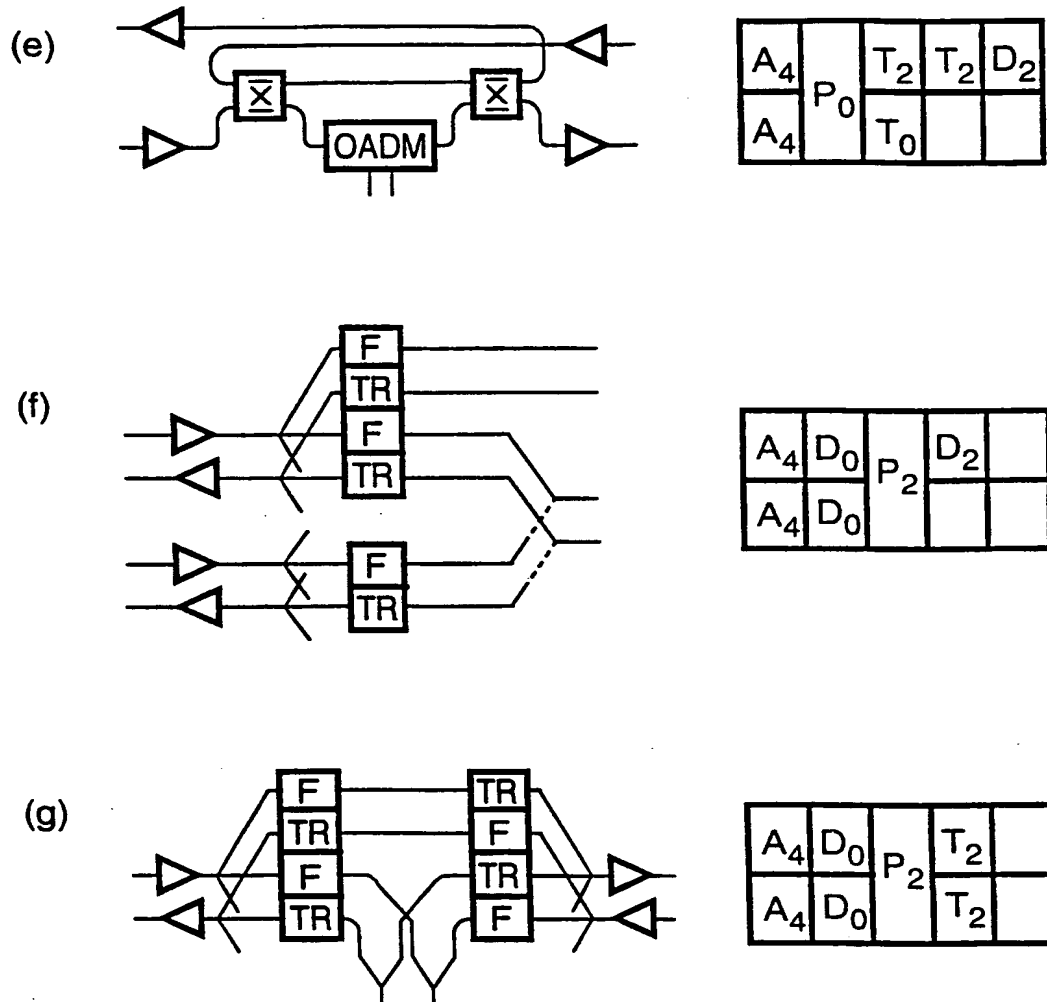 (e)
X X
OADM
A4 P0 T2 T2 D2
A4 T0
(f)
F
TR
F
TR
F
TR
A4 D0 P2 D2
A4 D0
(g)
F TR
TR F
F TR
TR F
A4 D0 P2 T2
A4 D0 T2